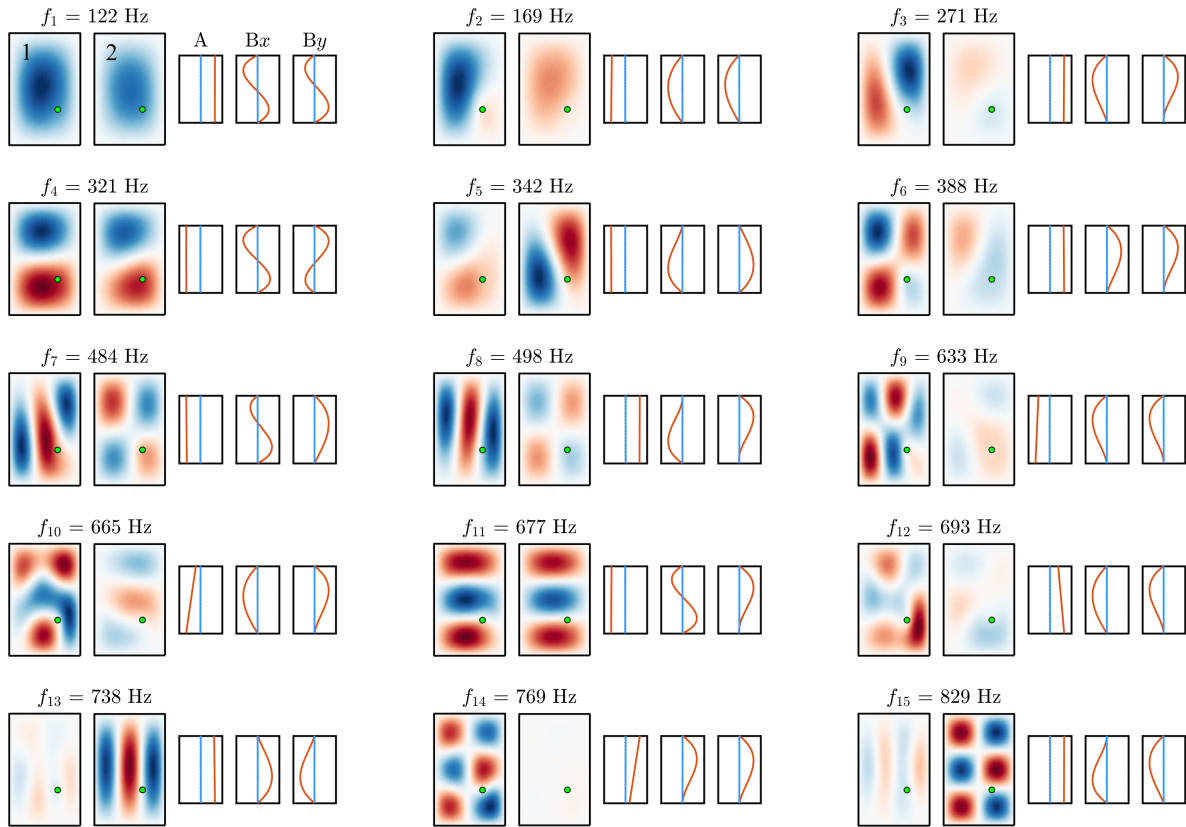 f₁ = 122 Hz
f₂ = 169 Hz
f₃ = 271 Hz
1 2 A Bx By
f₄ = 321 Hz
f₅ = 342 Hz
f₆ = 388 Hz
f₇ = 484 Hz
f₈ = 498 Hz
f₉ = 633 Hz
f₁₀ = 665 Hz
f₁₁ = 677 Hz
f₁₂ = 693 Hz
f₁₃ = 738 Hz
f₁₄ = 769 Hz
f₁₅ = 829 Hz